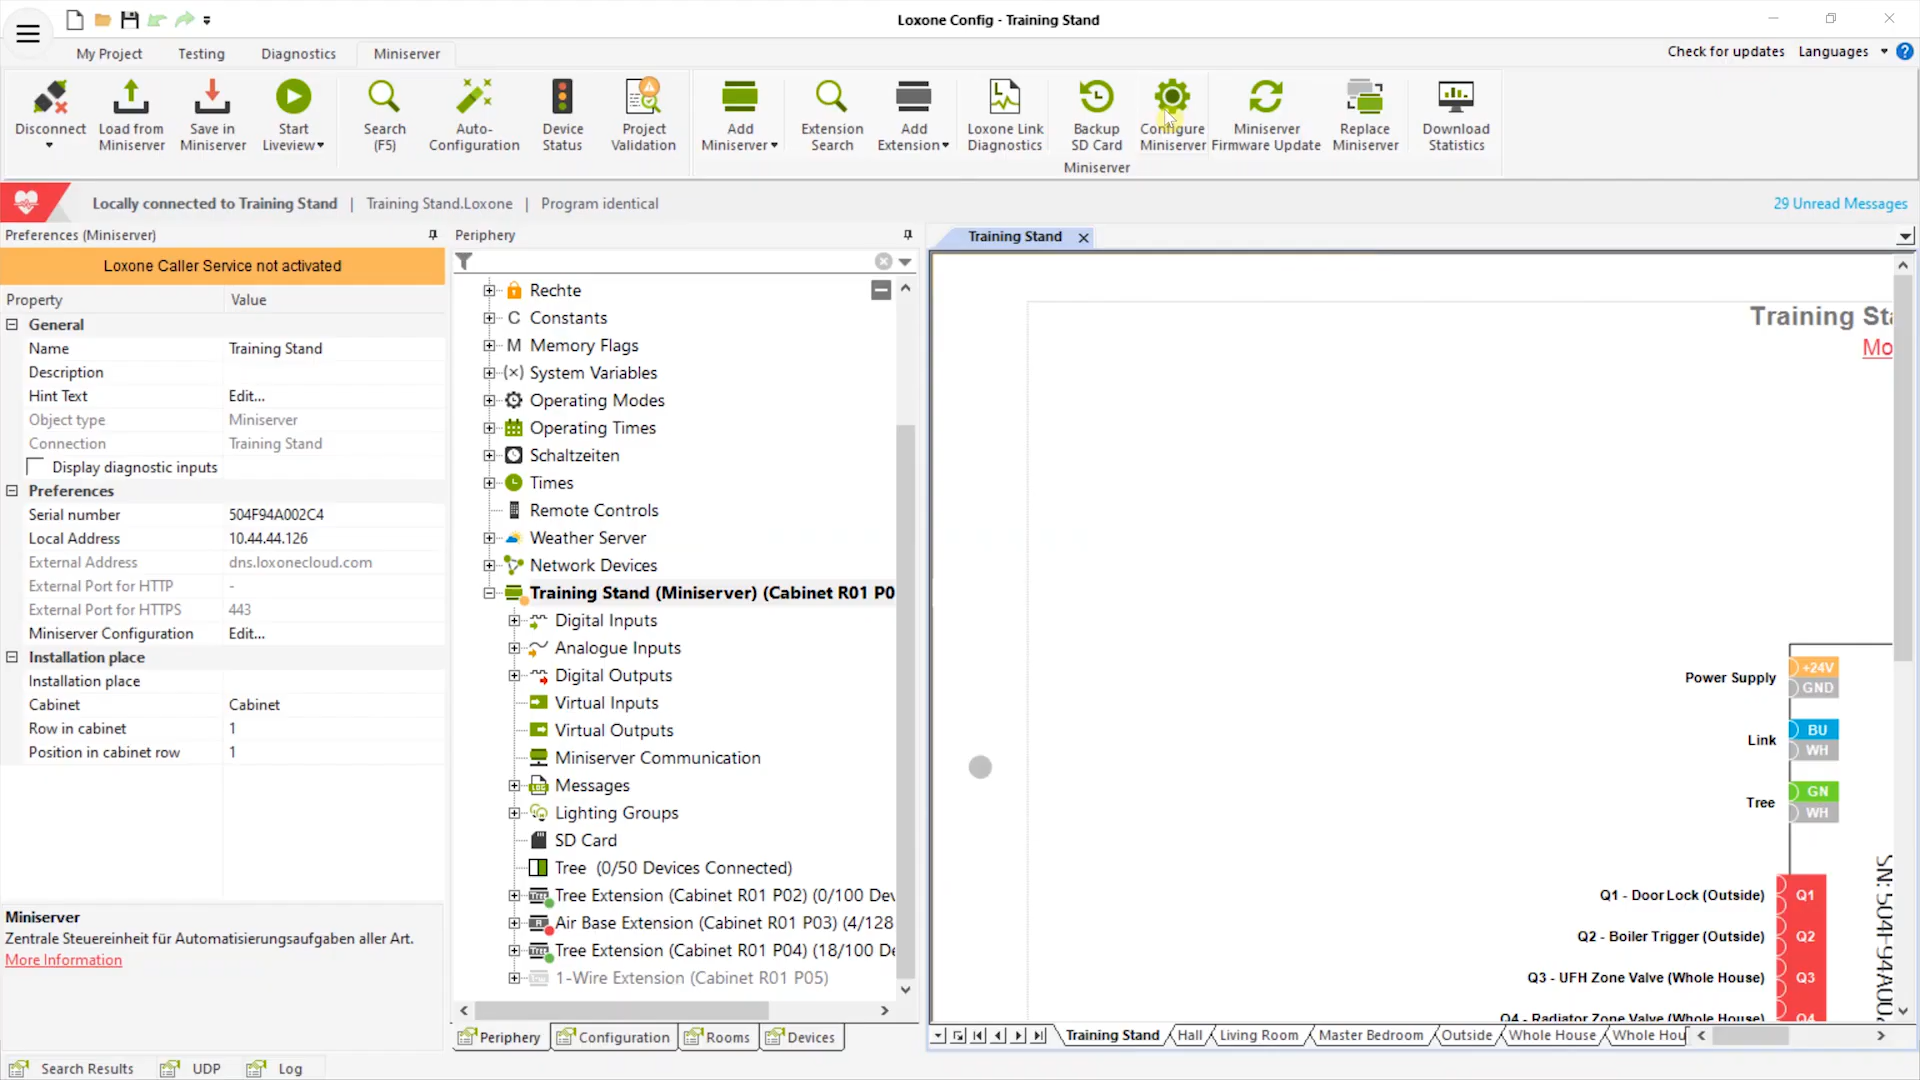 Loxone Config - Training Stand
My Project Testing Diagnostics Miniserver
Check for updates Languages ?
Disconnect
Load from
Miniserver
Save in
Miniserver
Start
Liveview
Search
(F5)
Auto-
Configuration
Device
Status
Project
Validation
Add
Miniserver
Extension
Search
Add
Extension
Loxone Link
Diagnostics
Backup
SD Card
Configure
Miniserver
Miniserver
Firmware Update
Replace
Miniserver
Download
Statistics
Miniserver
Locally connected to Training Stand | Training Stand.Loxone | Program identical
29 Unread Messages
Preferences (Miniserver)
Loxone Caller Service not activated
Property Value
General
Name Training Stand
Description
Hint Text Edit...
Object type Miniserver
Connection Training Stand
Display diagnostic inputs
Preferences
Serial number 504F94A002C4
Local Address 10.44.44.126
External Address dns.loxonecloud.com
External Port for HTTP -
External Port for HTTPS 443
Miniserver Configuration Edit...
Installation place
Installation place
Cabinet Cabinet
Row in cabinet 1
Position in cabinet row 1
Miniserver
Zentrale Steuereinheit für Automatisierungsaufgaben aller Art.
More Information
Periphery
Rechte
C Constants
M Memory Flags
(×) System Variables
Operating Modes
Operating Times
Schaltzeiten
Times
Remote Controls
Weather Server
Network Devices
Training Stand (Miniserver) (Cabinet R01 P0
Digital Inputs
Analogue Inputs
Digital Outputs
Virtual Inputs
Virtual Outputs
Miniserver Communication
Messages
Lighting Groups
SD Card
Tree (0/50 Devices Connected)
Tree Extension (Cabinet R01 P02) (0/100 Dev
Air Base Extension (Cabinet R01 P03) (4/128
Tree Extension (Cabinet R01 P04) (18/100 De
1-Wire Extension (Cabinet R01 P05)
Periphery Configuration Rooms Devices
Training Stand
Training Sta
Mo
Power Supply +24V
GND
Link BU
WH
Tree GN
WH
Q1 - Door Lock (Outside) Q1
Q2 - Boiler Trigger (Outside) Q2
Q3 - UFH Zone Valve (Whole House) Q3
Q4 - Radiator Zone Valve (Whole House) Q4
SN: 504F94A00
Training Stand Hall Living Room Master Bedroom Outside Whole House Whole Hou
Search Results UDP Log